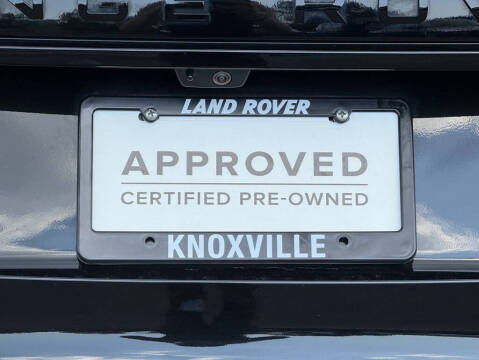 LAND ROVER
APPROVED
CERTIFIED PRE-OWNED
KNOXVILLE